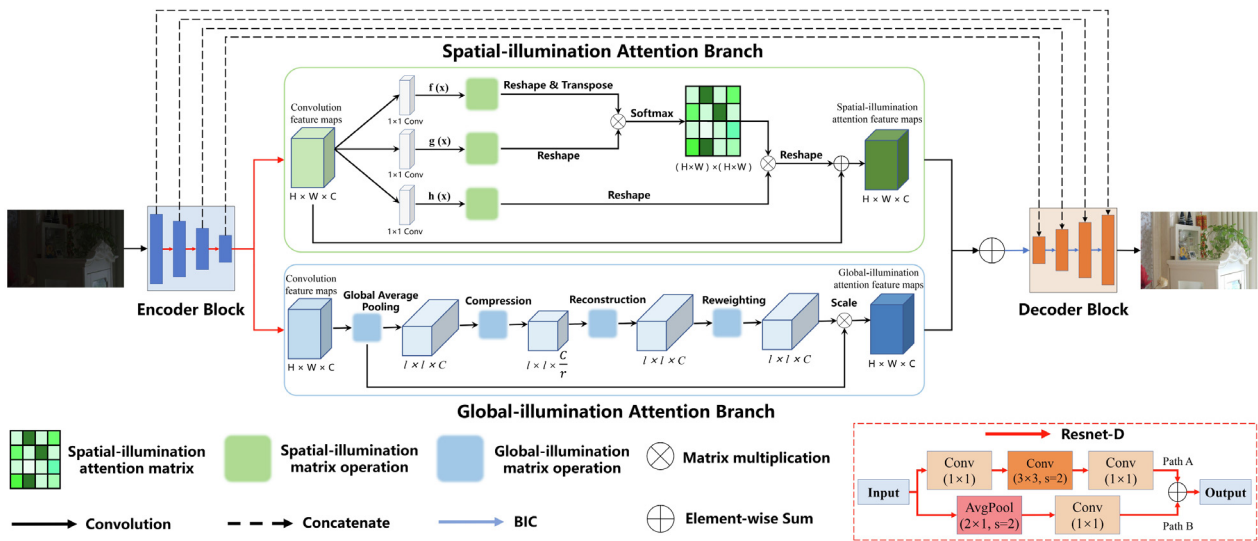 Spatial-illumination Attention Branch
Convolution
feature maps
H × W × C
1×1 Conv
f (x)
Reshape & Transpose
1×1 Conv
g (x)
Reshape
1×1 Conv
h (x)
Reshape
Softmax
(H×W) × (H×W)
Reshape
Spatial-illumination
attention feature maps
H × W × C
Encoder Block
Decoder Block
Convolution
feature maps
H × W × C
Global Average
Pooling
l × l × C
Compression
l × l × C/r
Reconstruction
l × l × C
Reweighting
l × l × C
Scale
Global-illumination
attention feature maps
H × W × C
Global-illumination Attention Branch
Spatial-illumination
attention matrix
Spatial-illumination
matrix operation
Global-illumination
matrix operation
Matrix multiplication
Convolution
Concatenate
BIC
Element-wise Sum
Resnet-D
Input
Conv
(1×1)
Conv
(3×3, s=2)
Conv
(1×1)
Path A
AvgPool
(2×1, s=2)
Conv
(1×1)
Path B
Output